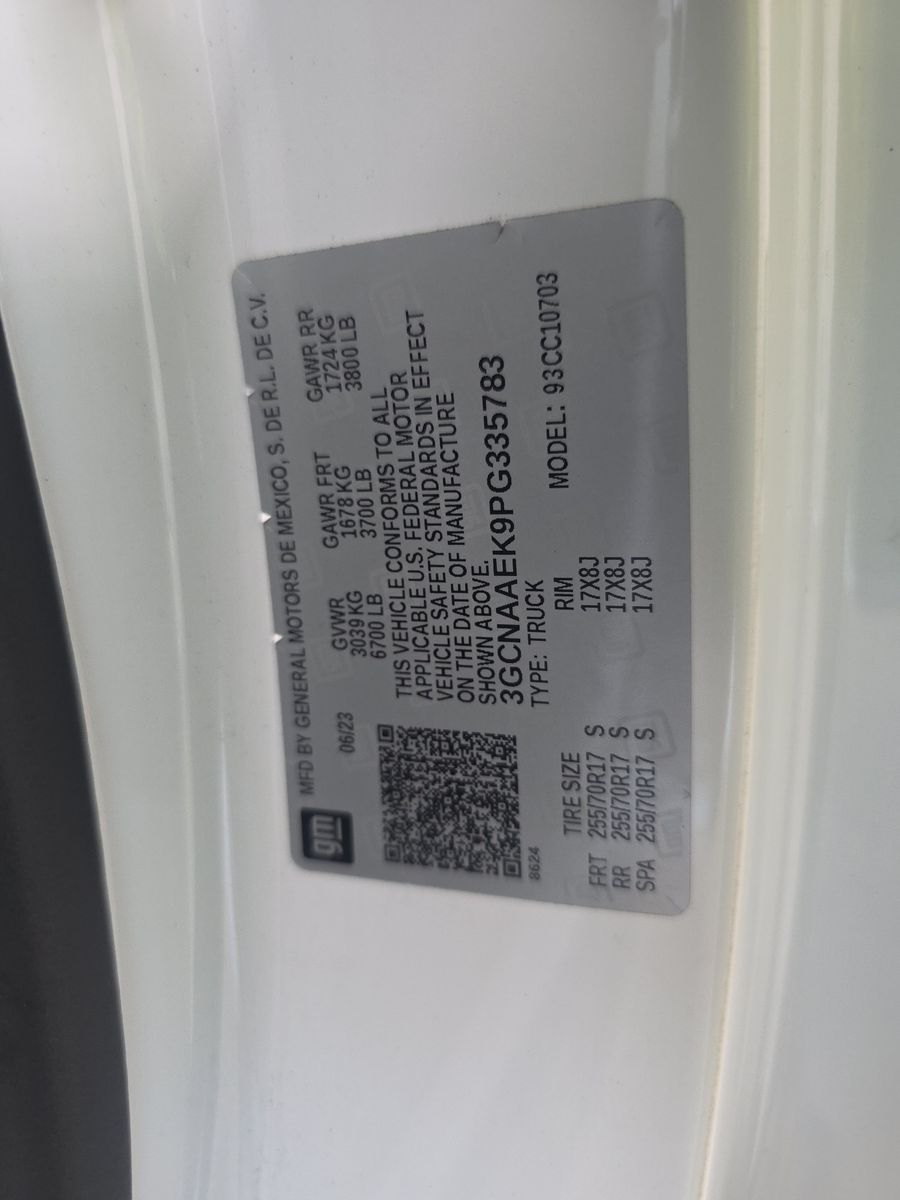 gm
MFD BY GENERAL MOTORS DE MEXICO, S. DE R.L. DE C.V.
06/23 GVWR GAWR FRT GAWR RR
3039 KG 1678 KG 1724 KG
6700 LB 3700 LB 3800 LB
THIS VEHICLE CONFORMS TO ALL
APPLICABLE U.S. FEDERAL MOTOR
VEHICLE SAFETY STANDARDS IN EFFECT
ON THE DATE OF MANUFACTURE
SHOWN ABOVE.
3GCNAAEK9PG335783
8624 TYPE: TRUCK MODEL: 93CC10703
TIRE SIZE RIM
FRT 255/70R17 S 17X8J
RR 255/70R17 S 17X8J
SPA 255/70R17 S 17X8J